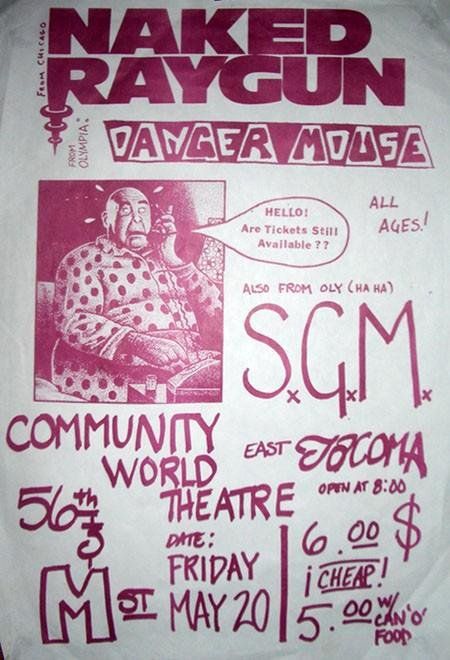 FROM CHICAGO
NAKED
RAYGUN
FROM OLYMPIA:
DANGER MOUSE
HELLO!
Are Tickets Still
Available ??
ALL
AGES!
ALSO FROM OLY (HA HA)
S.G.M.
COMMUNITY
WORLD
THEATRE
EAST TACOMA
OPEN AT 8:00
56th
&
M ST
DATE:
FRIDAY
MAY 20
6.00 $
¡CHEAP!
5.00 W/
CAN 'O'
FOOD